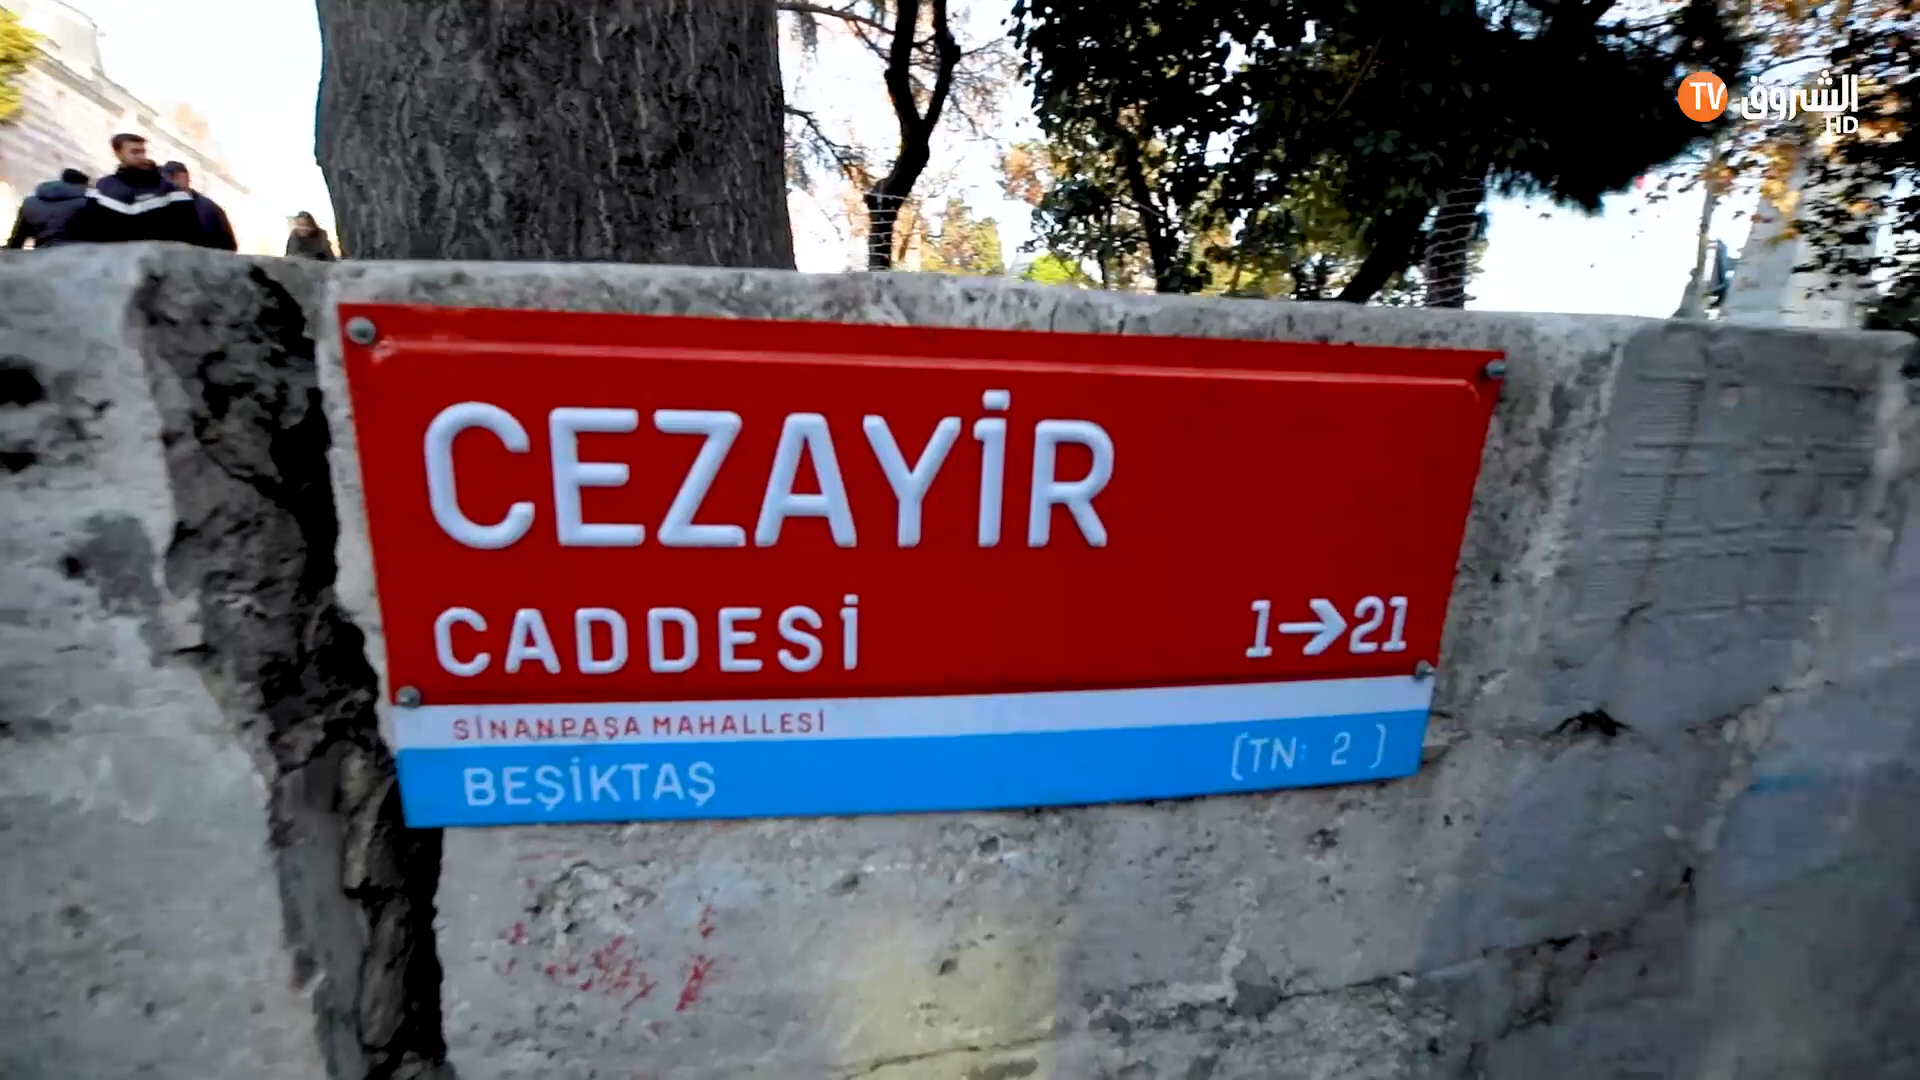 TV الشروق
HD
CEZAYİR
CADDESİ
1→21
SİNANPAŞA MAHALLESİ
BEŞİKTAŞ
(TN: 2 )